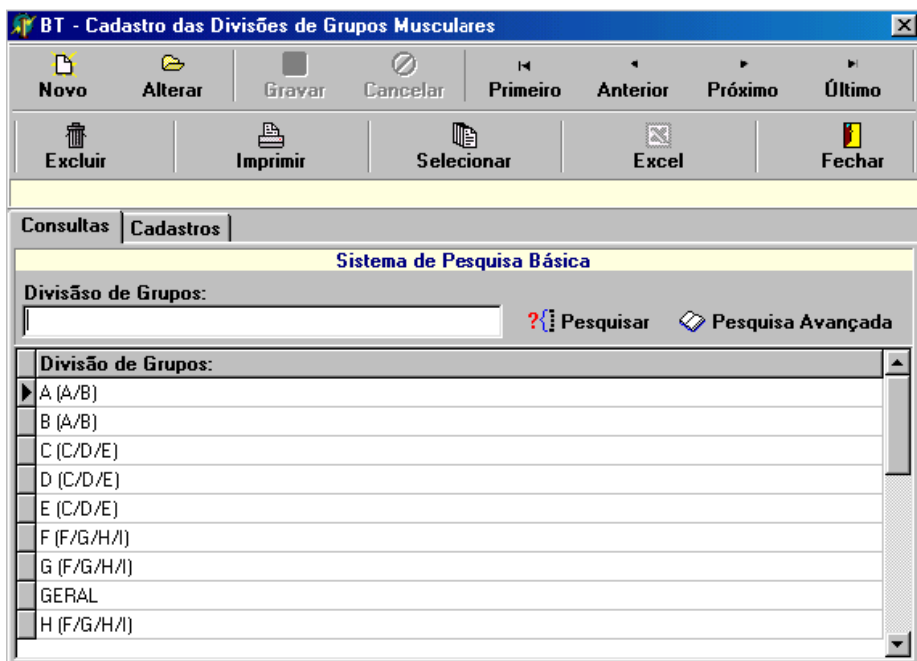 BT - Cadastro das Divisões de Grupos Musculares
Novo Alterar Gravar Cancelar Primeiro Anterior Próximo Último
Excluir Imprimir Selecionar Excel Fechar
Consultas Cadastros
Sistema de Pesquisa Básica
Divisãso de Grupos:
Pesquisar Pesquisa Avançada
Divisão de Grupos:
A (A/B)
B (A/B)
C (C/D/E)
D (C/D/E)
E (C/D/E)
F (F/G/H/I)
G (F/G/H/I)
GERAL
H (F/G/H/I)